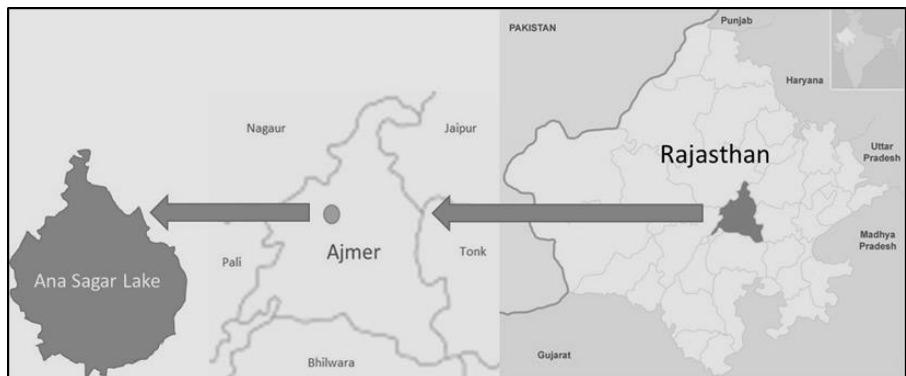 PAKISTAN
Punjab
Haryana
Nagaur
Jaipur
Rajasthan
Uttar
Pradesh
Ana Sagar Lake
Pali
Ajmer
Tonk
Madhya
Pradesh
Bhilwara
Gujarat